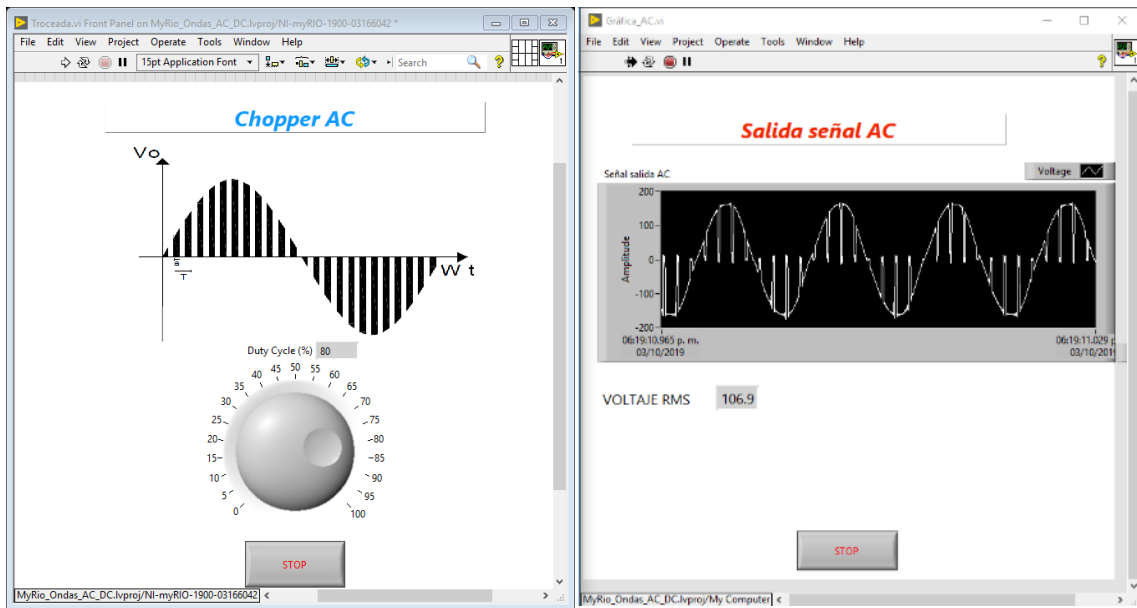 Troceada.vi Front Panel on MyRio_Ondas_AC_DC.lvproj/NI-myRIO-1900-03166042 *
File Edit View Project Operate Tools Window Help
15pt Application Font
Search
1
Chopper AC
Vo
W t
T
Duty Cycle (%) 80
0
5
10
15
20
25
30
35
40
45
50
55
60
65
70
75
80
85
90
95
100
STOP
MyRio_Ondas_AC_DC.lvproj/NI-myRIO-1900-03166042
Gráfica_AC.vi
File Edit View Project Operate Tools Window Help
1
Salida señal AC
Señal salida AC
Voltage
Amplitude
200
100
0
-100
-200
06:19:10.965 p. m.
03/10/2019
06:19:11.029 p
03/10/2019
VOLTAJE RMS 106.9
STOP
MyRio_Ondas_AC_DC.lvproj/My Computer